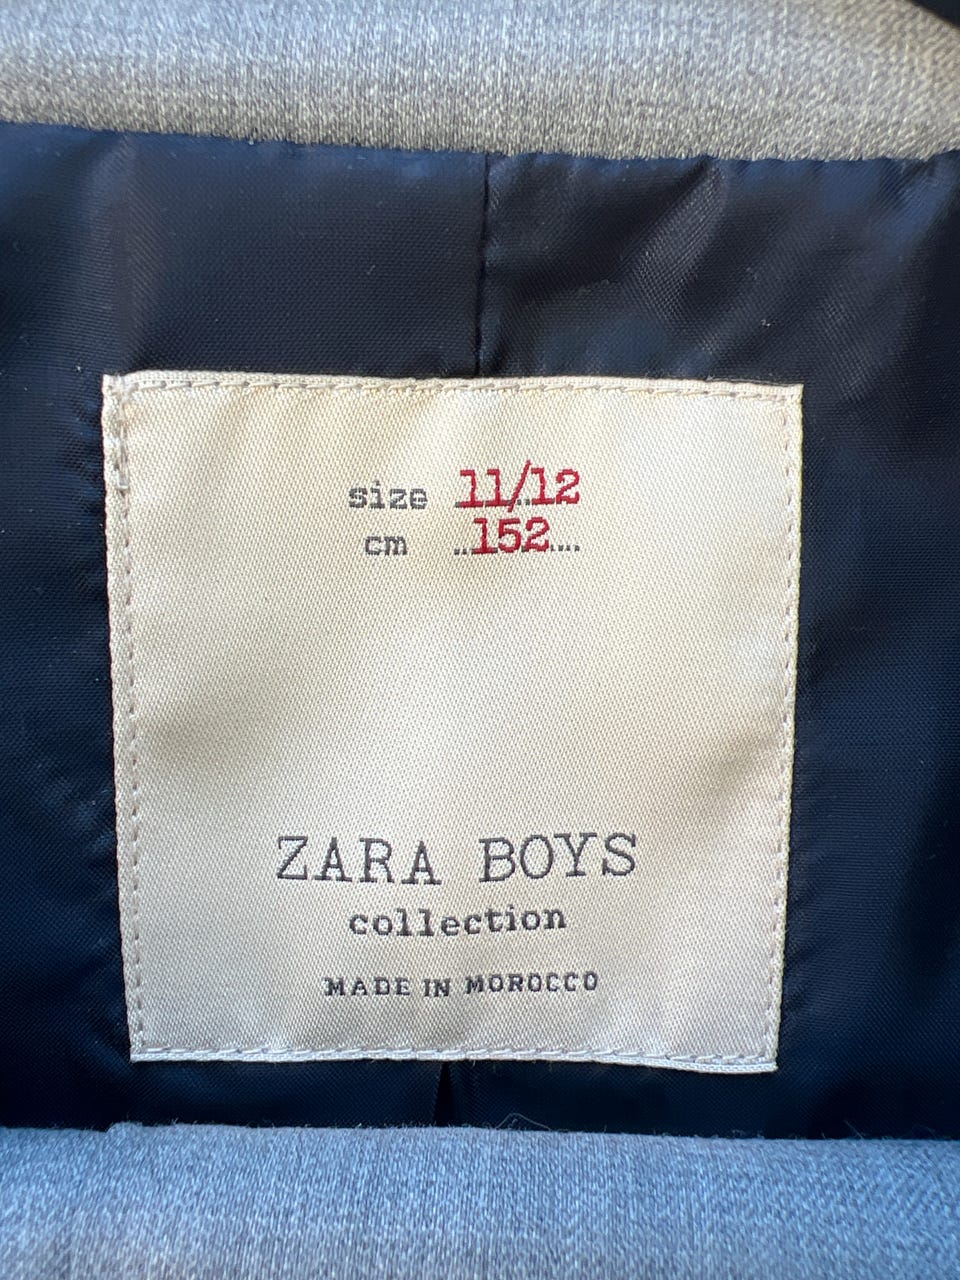 size 11/12
cm 152
ZARA BOYS
collection
MADE IN MOROCCO